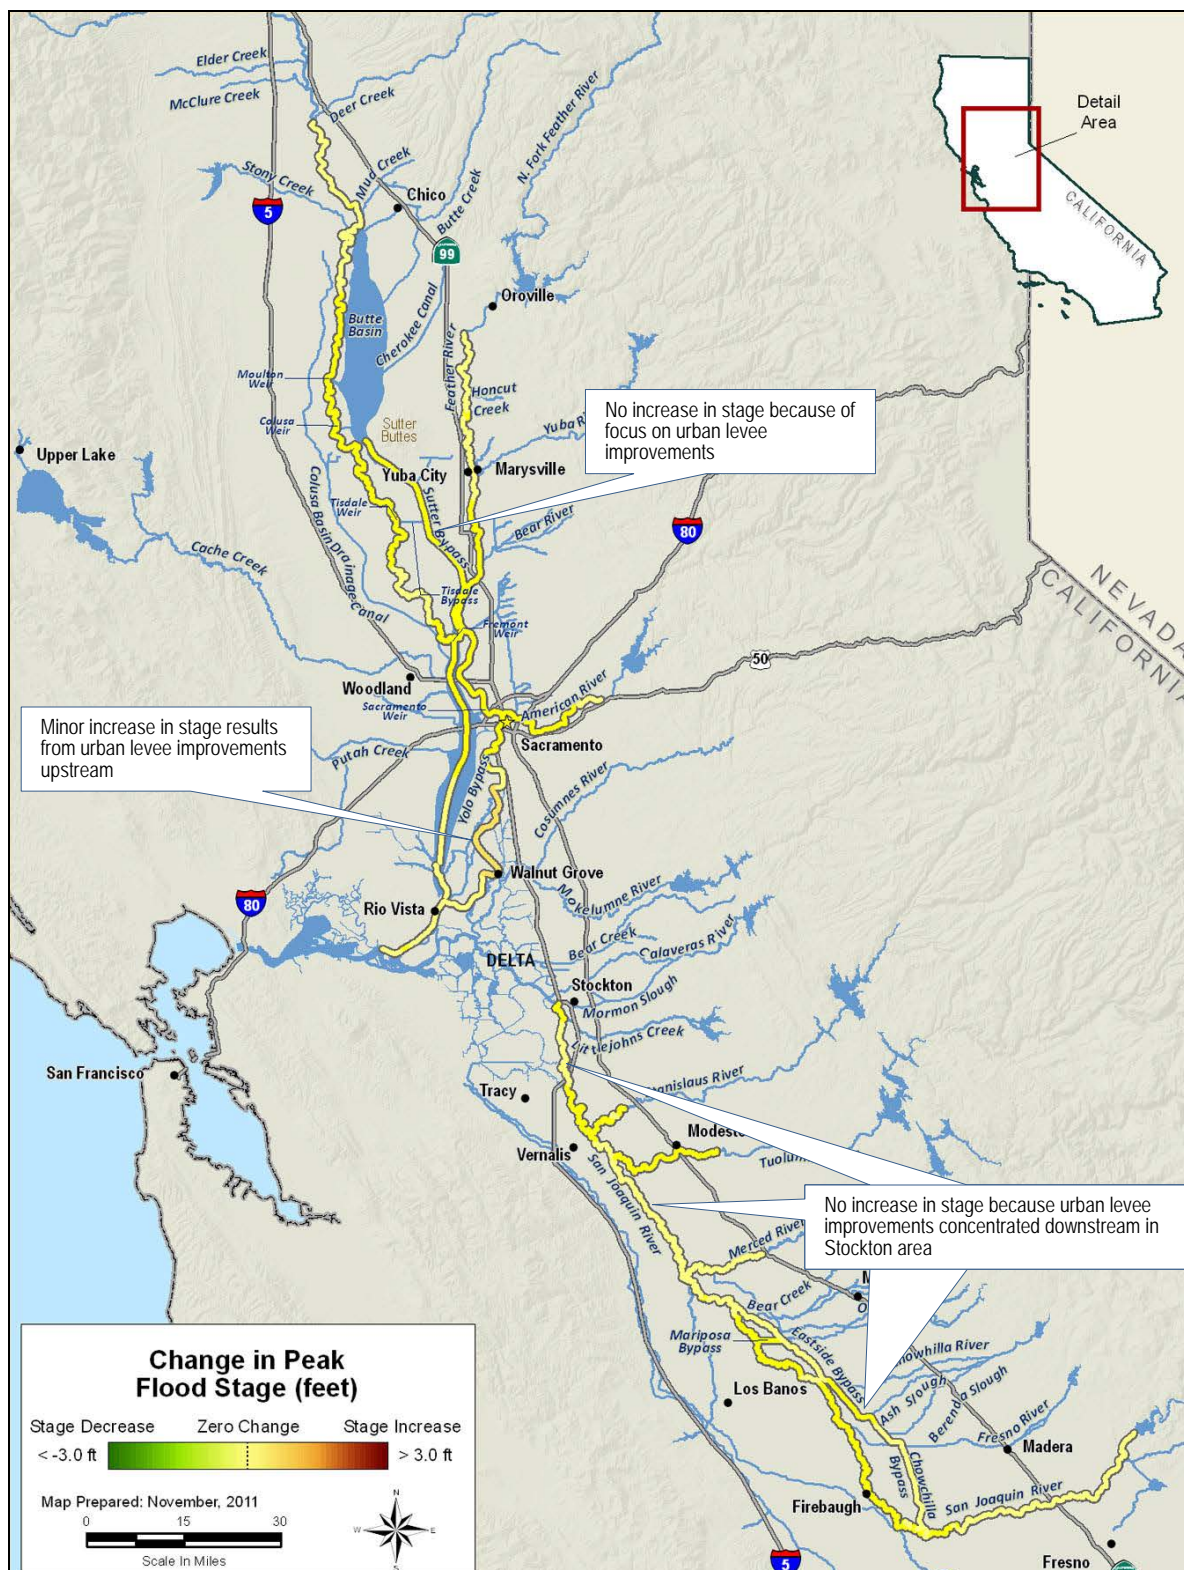 Elder Creek
McClure Creek
Deer Creek
N. Fork Feather River
Detail
Area
CALIFORNIA
Stony Creek
Mud Creek
Chico
Butte Creek
5
99
Oroville
Butte
Basin
Cherokee Canal
Feather River
Moulton
Weir
Honcut
Creek
Colusa
Weir
Sutter
Buttes
No increase in stage because of
focus on urban levee
improvements
Upper Lake
Yuba City
Marysville
Colusa Basin Drainage canal
Tisdale
Weir
Sutter Bypass
Bear River
80
Cache Creek
Tisdale
Bypass
Fremont
Weir
NEVADA
CALIFORNIA
50
Woodland
Sacramento
Weir
American River
Minor increase in stage results
from urban levee improvements
upstream
Putah Creek
Sacramento
Yolo Bypass
Cosumnes River
Walnut Grove
80
Rio Vista
Mokelumne River
Bear Creek
Calaveras River
DELTA
Stockton
Mormon Slough
Littlejohns Creek
San Francisco
Tracy
Vernalis
San Joaquin River
No increase in stage because urban levee
improvements concentrated downstream in
Stockton area
Merced River
Bear Creek
Mariposa
Bypass
Eastside Bypass
Los Banos
Ash Slough
Berenda Slough
Fresno River
Madera
Chowchilla
Bypass
Firebaugh
San Joaquin River
Fresno
5
Change in Peak
Flood Stage (feet)
Stage Decrease Zero Change Stage Increase
< -3.0 ft > 3.0 ft
Map Prepared: November, 2011
N
W E
S
0 15 30
Scale In Miles